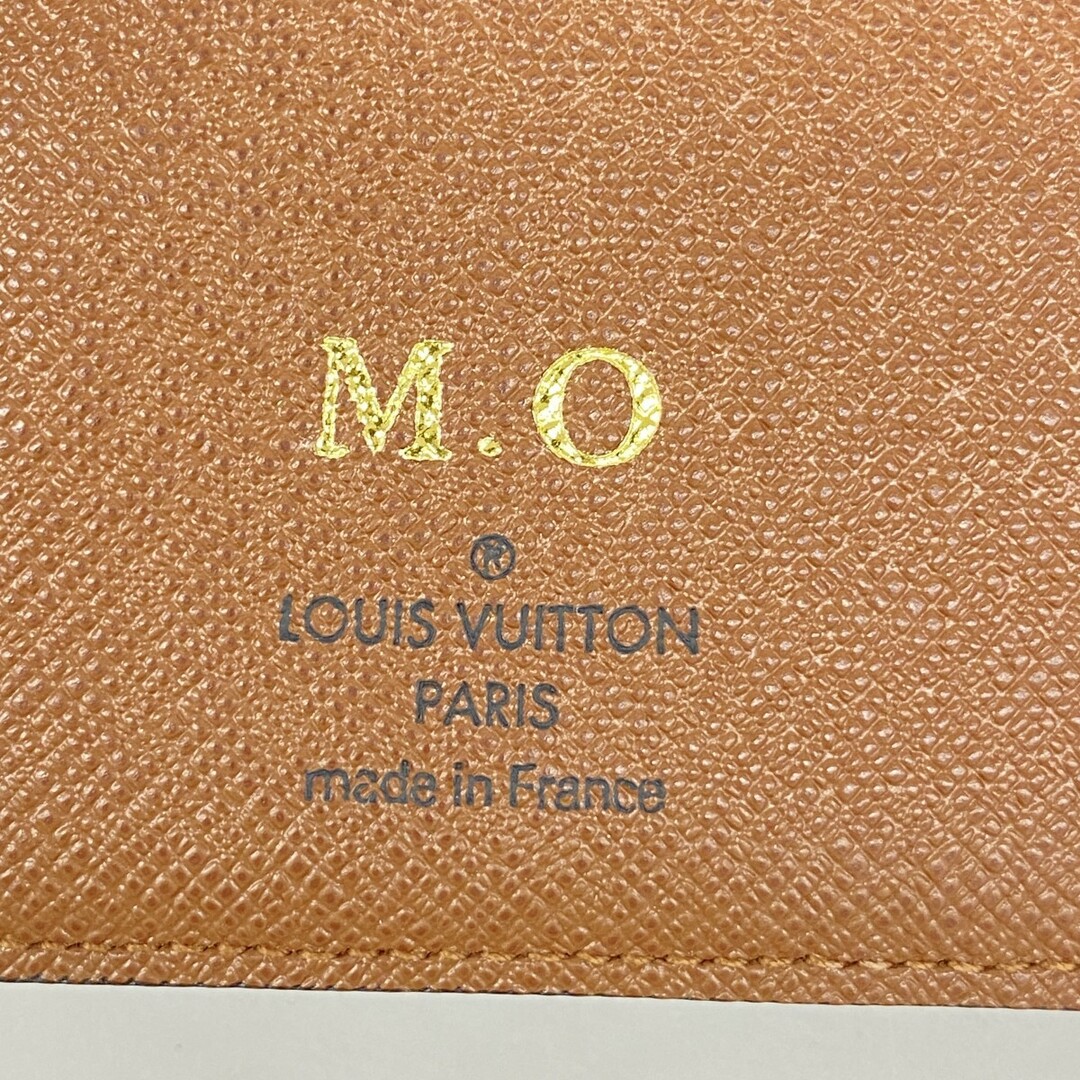 M.O
®
LOUIS VUITTON
PARIS
made in France